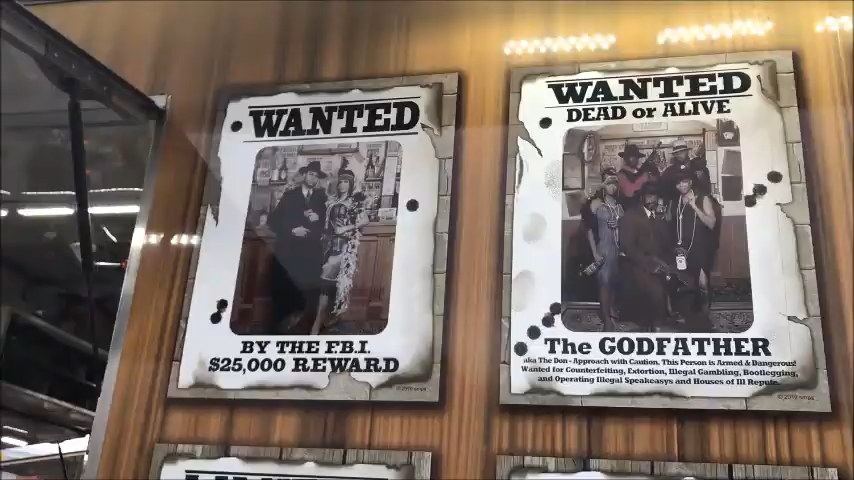 WANTED
BY THE F.B.I.
$25,000 REWARD
WANTED
DEAD or ALIVE
The GODFATHER
aka The Don - Approach with Caution, This Person is Armed & Dangerous!
Wanted for Counterfeiting, Extortion, Illegal Gambling, Bootlegging,
and Operating Illegal Speakeasys and Houses of Ill Repute.